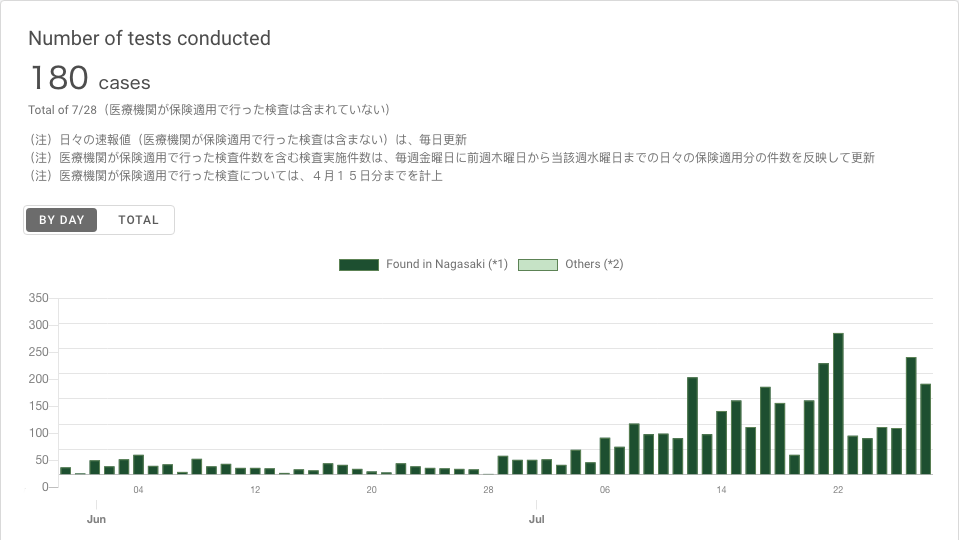 Number of tests conducted
180 cases
Total of 7/28（医療機関が保険適用で行った検査は含まれていない）
（注）日々の速報値（医療機関が保険適用で行った検査は含まない）は、毎日更新
（注）医療機関が保険適用で行った検査件数を含む検査実施件数は、毎週金曜日に前週木曜日から当該週水曜日までの日々の保険適用分の件数を反映して更新
（注）医療機関が保険適用で行った検査については、４月１５日分までを計上
BY DAY TOTAL
Found in Nagasaki (*1) Others (*2)
350
300
250
200
150
100
50
0
04 12 20 28 06 14 22
Jun Jul